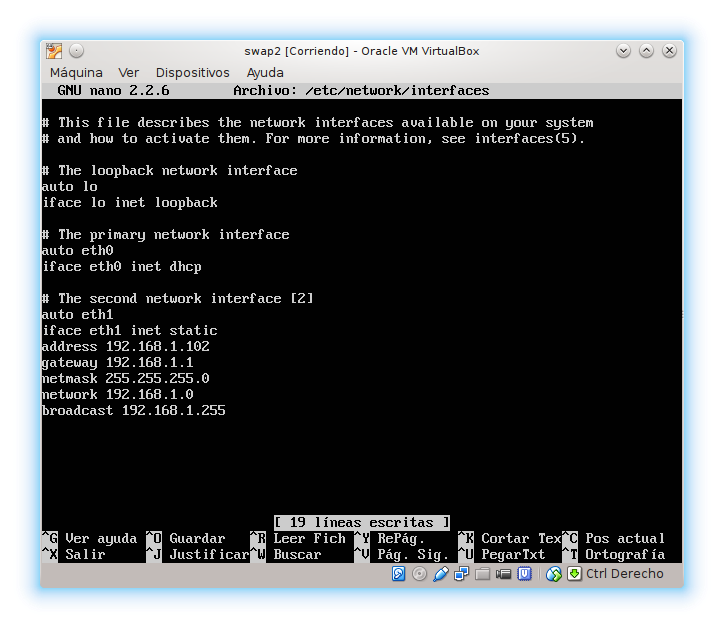 swap2 [Corriendo] - Oracle VM VirtualBox
Máquina Ver Dispositivos Ayuda
GNU nano 2.2.6 Archivo: /etc/network/interfaces
# This file describes the network interfaces available on your system
# and how to activate them. For more information, see interfaces(5).
# The loopback network interface
auto lo
iface lo inet loopback
# The primary network interface
auto eth0
iface eth0 inet dhcp
# The second network interface [2]
auto eth1
iface eth1 inet static
address 192.168.1.102
gateway 192.168.1.1
netmask 255.255.255.0
network 192.168.1.0
broadcast 192.168.1.255
[ 19 líneas escritas ]
^G Ver ayuda ^O Guardar ^R Leer Fich ^Y RePág. ^K Cortar Tex ^C Pos actual
^X Salir ^J Justificar ^W Buscar ^V Pág. Sig. ^U PegarTxt ^T Ortografía
Ctrl Derecho